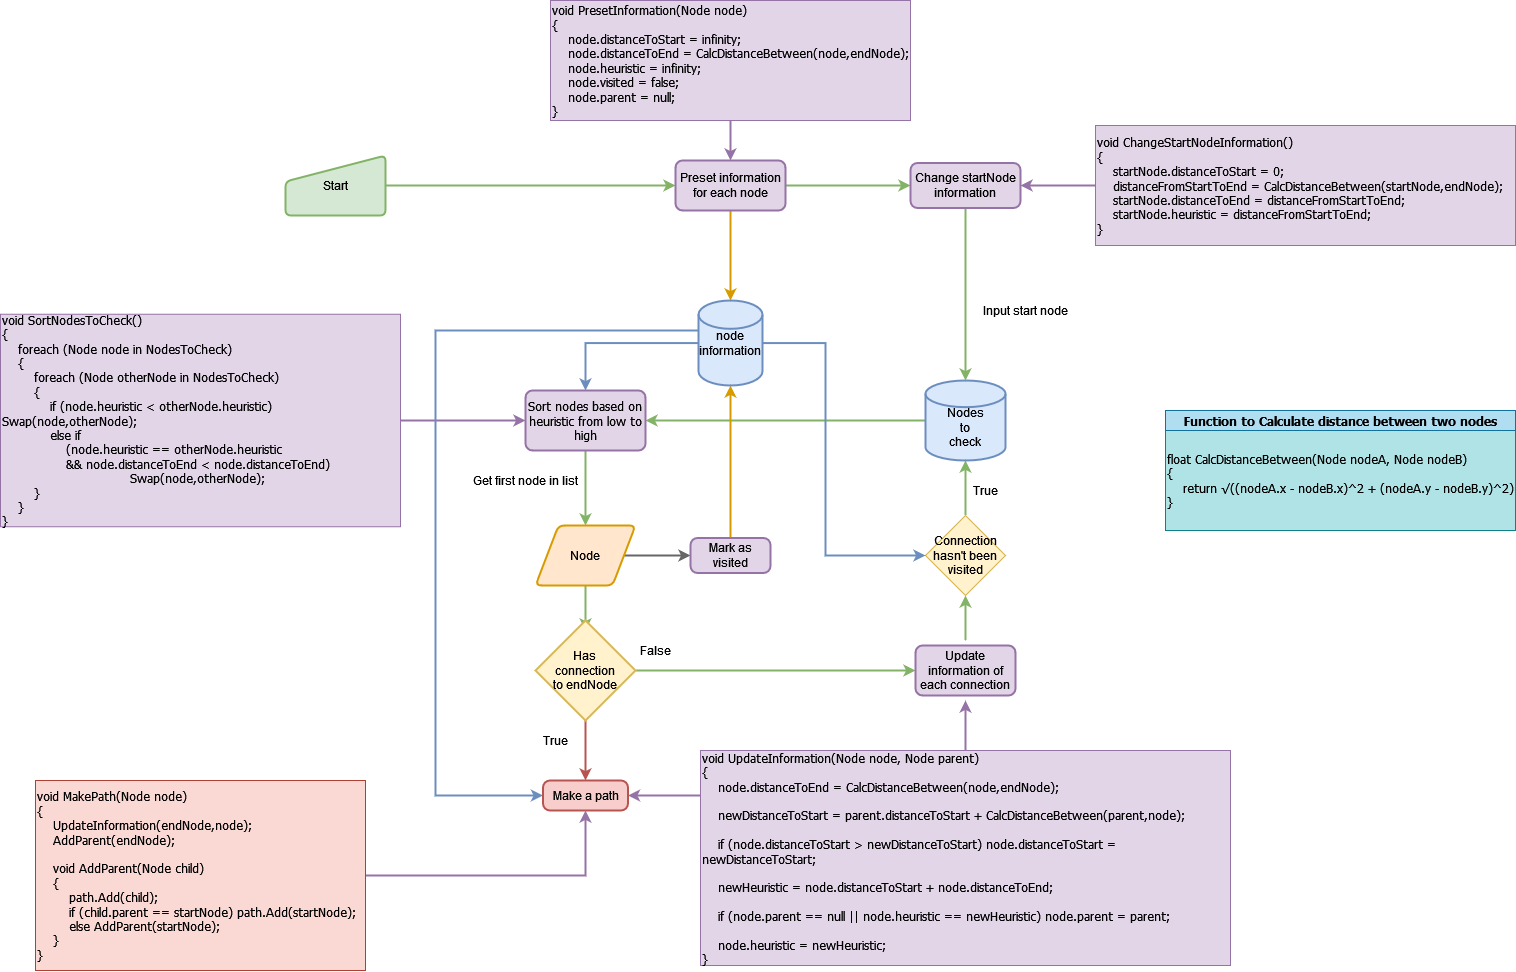 void PresetInformation(Node node)
{
node.distanceToStart = infinity;
node.distanceToEnd = CalcDistanceBetween(node,endNode);
node.heuristic = infinity;
node.visited = false;
node.parent = null;
}
void ChangeStartNodeInformation()
{
startNode.distanceToStart = 0;
distanceFromStartToEnd = CalcDistanceBetween(startNode,endNode);
startNode.distanceToEnd = distanceFromStartToEnd;
startNode.heuristic = distanceFromStartToEnd;
}
Start
Preset information
for each node
Change startNode
information
Input start node
node
information
void SortNodesToCheck()
{
foreach (Node node in NodesToCheck)
{
foreach (Node otherNode in NodesToCheck)
{
if (node.heuristic < otherNode.heuristic)
Swap(node,otherNode);
else if
(node.heuristic == otherNode.heuristic
&& node.distanceToEnd < node.distanceToEnd)
Swap(node,otherNode);
}
}
}
Sort nodes based on
heuristic from low to
high
Nodes
to
check
Function to Calculate distance between two nodes
float CalcDistanceBetween(Node nodeA, Node nodeB)
{
return √((nodeA.x - nodeB.x)^2 + (nodeA.y - nodeB.y)^2)
}
Get first node in list
True
Node
Mark as
visited
Connection
hasn't been
visited
Has
connection
to endNode
False
Update
information of
each connection
True
Make a path
void UpdateInformation(Node node, Node parent)
{
node.distanceToEnd = CalcDistanceBetween(node,endNode);
newDistanceToStart = parent.distanceToStart + CalcDistanceBetween(parent,node);
if (node.distanceToStart > newDistanceToStart) node.distanceToStart =
newDistanceToStart;
newHeuristic = node.distanceToStart + node.distanceToEnd;
if (node.parent == null || node.heuristic == newHeuristic) node.parent = parent;
node.heuristic = newHeuristic;
}
void MakePath(Node node)
{
UpdateInformation(endNode,node);
AddParent(endNode);
void AddParent(Node child)
{
path.Add(child);
if (child.parent == startNode) path.Add(startNode);
else AddParent(startNode);
}
}